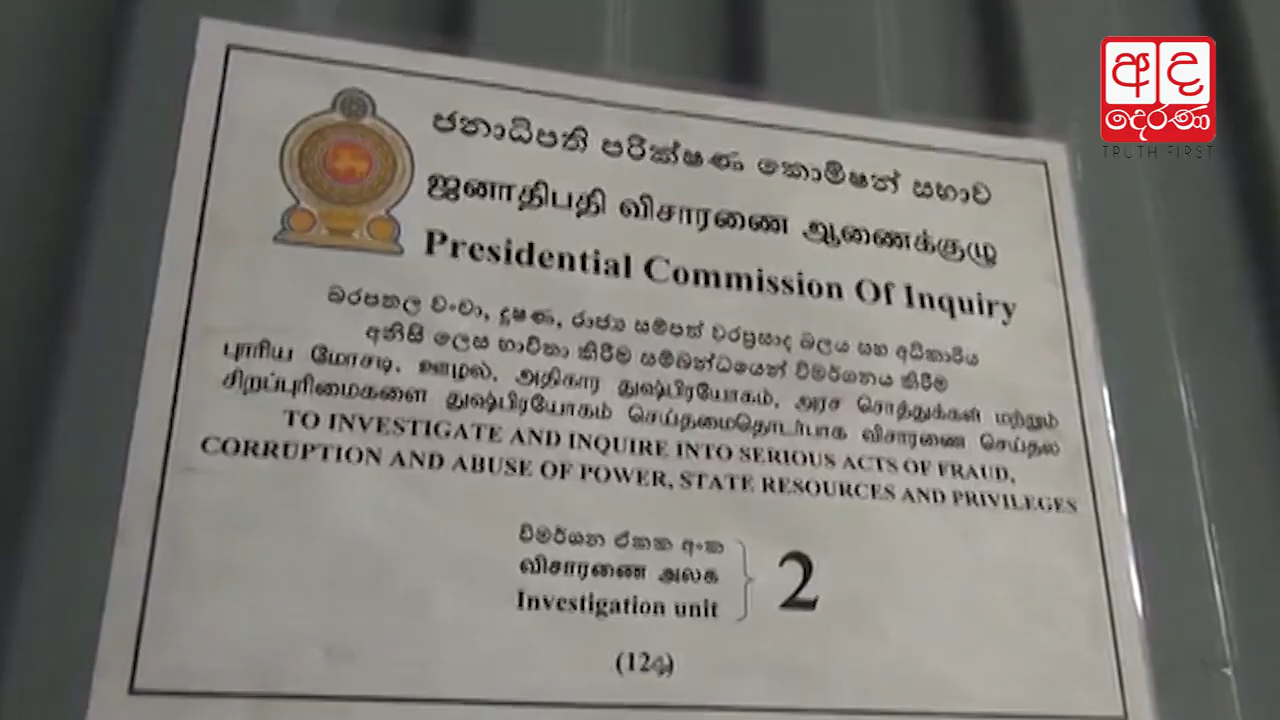 අද
දෙරණ
TRUTH FIRST
ජනාධිපති පරීක්ෂණ කොමිෂන් සභාව
ஜனாதிபதி விசாரணை ஆணைக்குழு
Presidential Commission Of Inquiry
බරපතල වංචා, දූෂණ, රාජ්‍ය සම්පත් වරප්‍රසාද බලය සහ අධිකාරිය
අනිසි ලෙස භාවිතා කිරීම සම්බන්ධයෙන් විමර්ශනය කිරීම
பாரிய மோசடி, ஊழல், அதிகார துஷ்பிரயோகம், அரச சொத்துக்கள் மற்றும்
சிறப்புரிமைகளை துஷ்பிரயோகம் செய்தமைதொடர்பாக விசாரணை செய்தல்
TO INVESTIGATE AND INQUIRE INTO SERIOUS ACTS OF FRAUD,
CORRUPTION AND ABUSE OF POWER, STATE RESOURCES AND PRIVILEGES
විමර්ශන ඒකක අංක
விசாரணை அலகு
Investigation unit
2